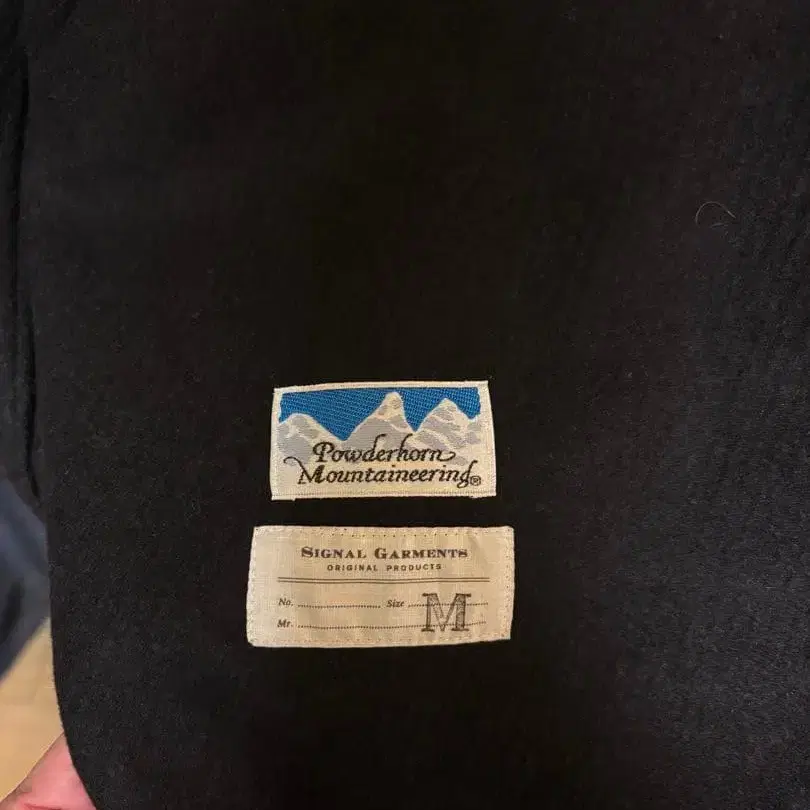 Powderhorn
Mountaineering®
SIGNAL GARMENTS
ORIGINAL PRODUCTS
No. Size M
Mr.